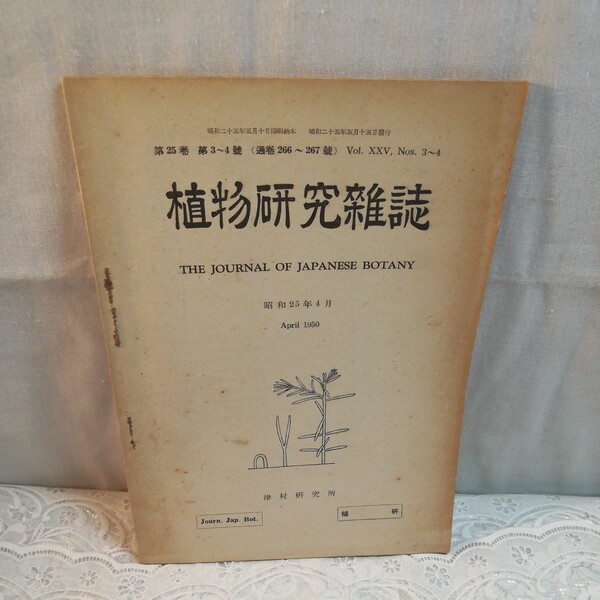 昭和二十五年五月十日印刷納本　昭和二十五年五月十五日發行
第25巻 第3～4號 （通巻266～267號） Vol. XXV, Nos. 3～4
植物研究雑誌
THE JOURNAL OF JAPANESE BOTANY
昭和25年4月
April 1950
津村研究所
Journ. Jap. Bot.
植研